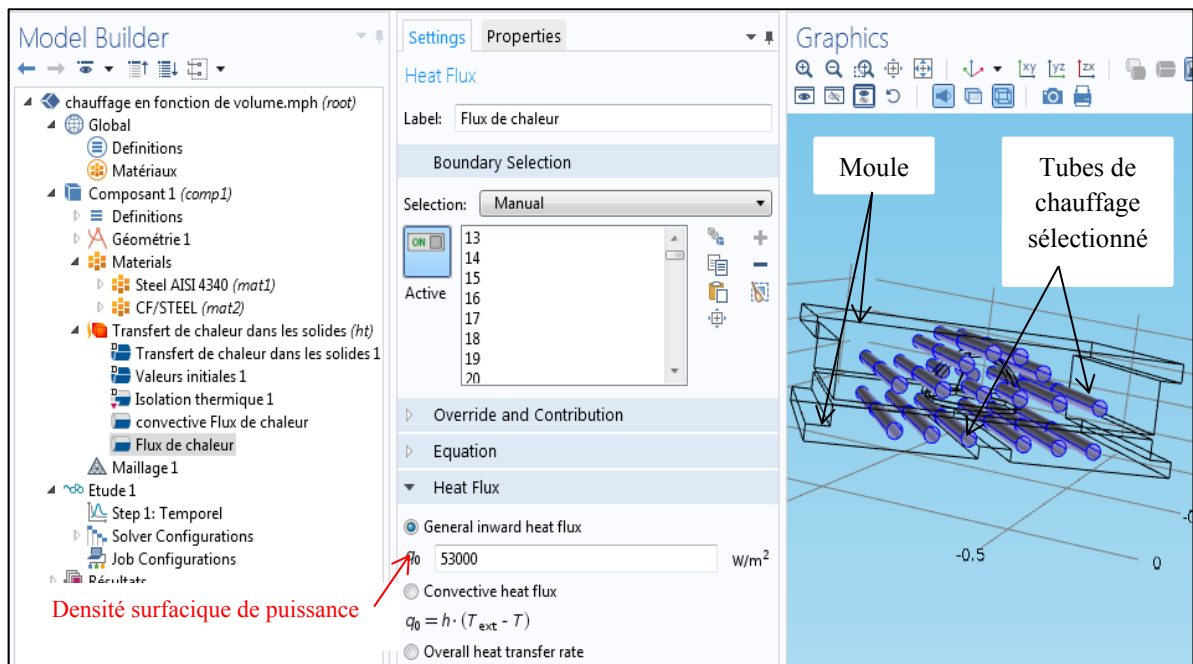 Model Builder
chauffage en fonction de volume.mph (root)
Global
Definitions
Matériaux
Composant 1 (comp1)
Definitions
Géométrie 1
Materials
Steel AISI 4340 (mat1)
CF/STEEL (mat2)
Transfert de chaleur dans les solides (ht)
Transfert de chaleur dans les solides 1
Valeurs initiales 1
Isolation thermique 1
convective Flux de chaleur
Flux de chaleur
Maillage 1
Etude 1
Step 1: Temporel
Solver Configurations
Job Configurations
Résultats
Densité surfacique de puissance
Settings Properties
Heat Flux
Label: Flux de chaleur
Boundary Selection
Selection: Manual
ON
Active
13
14
15
16
17
18
19
20
Override and Contribution
Equation
Heat Flux
General inward heat flux
q0 53000 W/m²
Convective heat flux
q0 = h · (Text - T)
Overall heat transfer rate
Graphics
xy yz zx
Moule
Tubes de
chauffage
sélectionné
-0.5
0